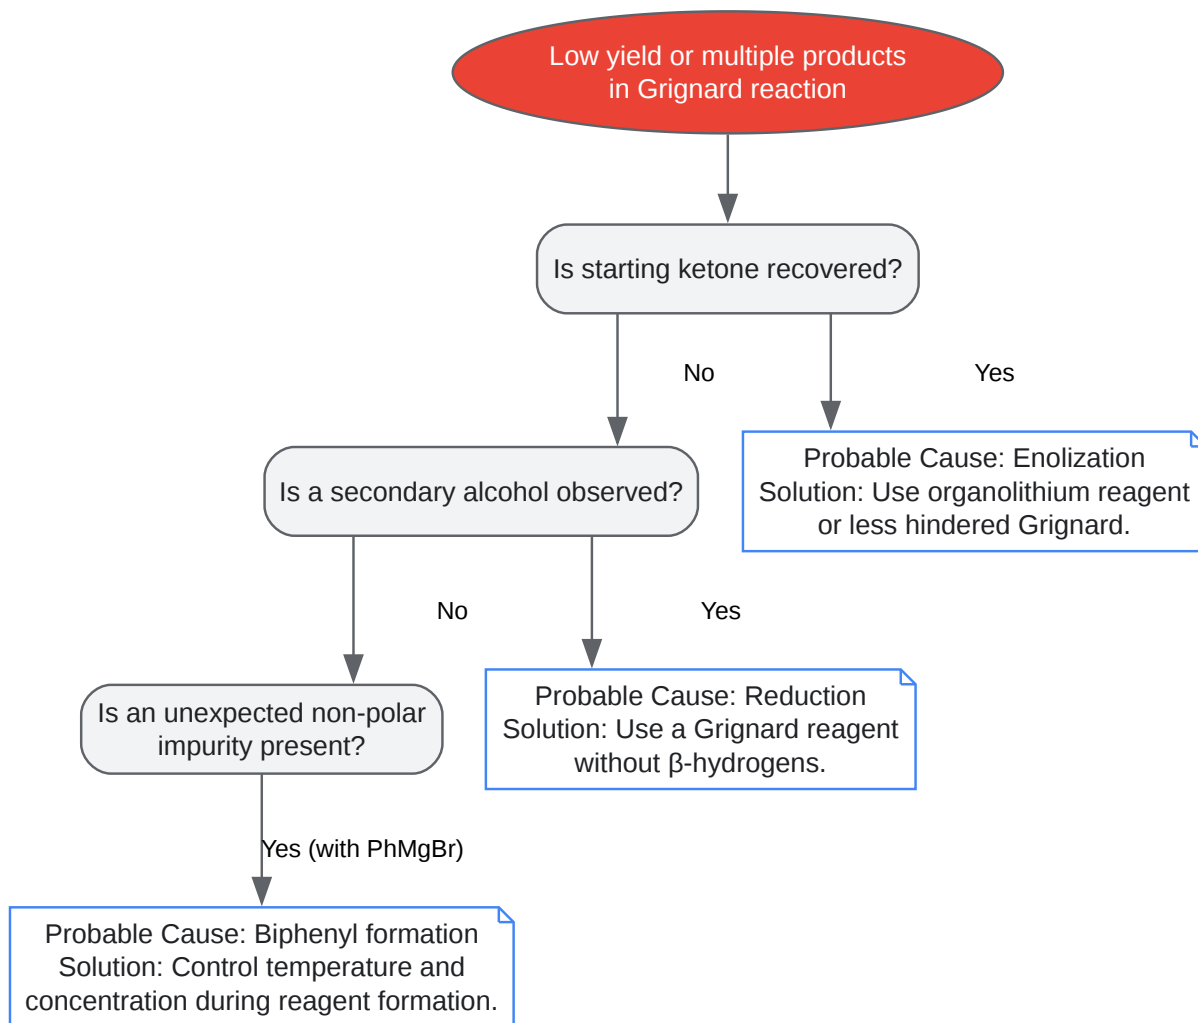 Low yield or multiple products
in Grignard reaction
Is starting ketone recovered?
No
Yes
Is a secondary alcohol observed?
Probable Cause: Enolization
Solution: Use organolithium reagent
or less hindered Grignard.
No
Yes
Is an unexpected non-polar
impurity present?
Probable Cause: Reduction
Solution: Use a Grignard reagent
without β-hydrogens.
Yes (with PhMgBr)
Probable Cause: Biphenyl formation
Solution: Control temperature and
concentration during reagent formation.